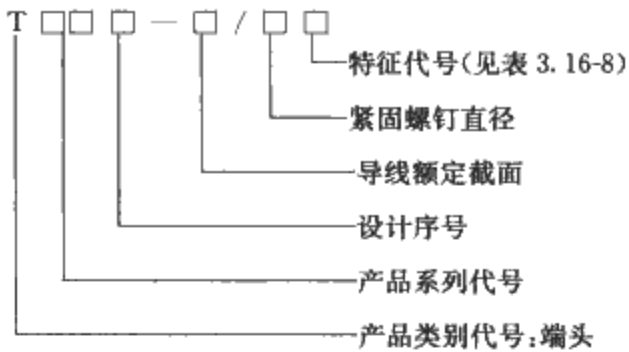 T □□ □ — □ / □ □
特征代号(见表 3.16-8)
紧固螺钉直径
导线额定截面
设计序号
产品系列代号
产品类别代号:端头